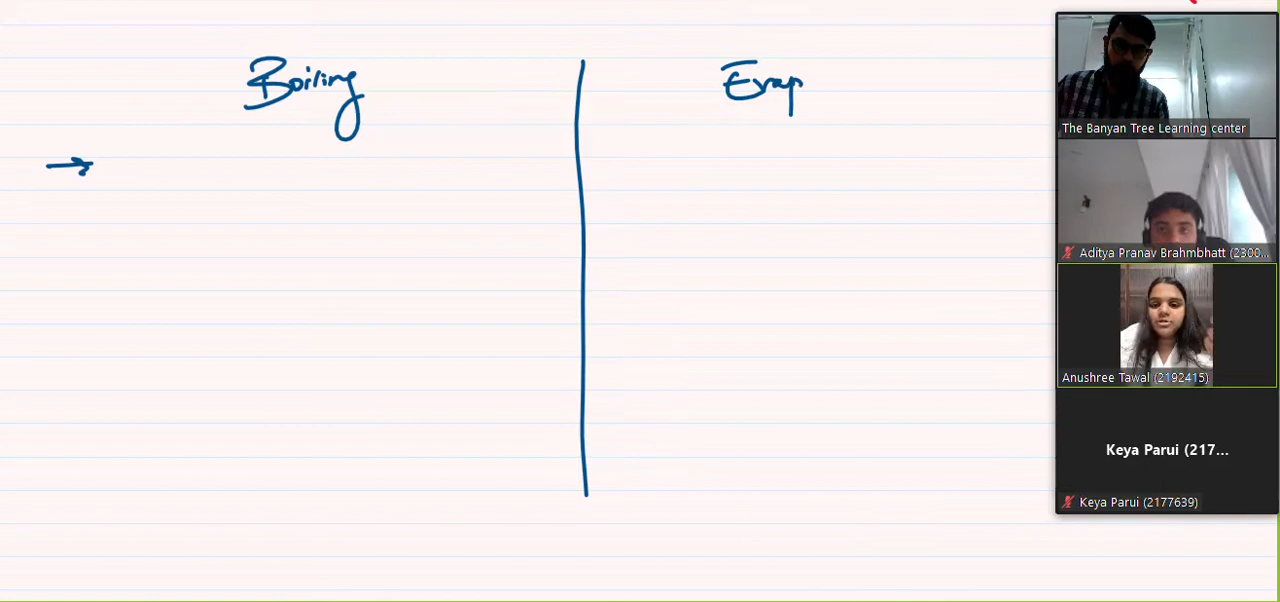 Boiling
Evap
→
The Banyan Tree Learning center
Aditya Pranav Brahmbhatt (2300...
Anushree Tawal (2192415)
Keya Parui (217...
Keya Parui (2177639)